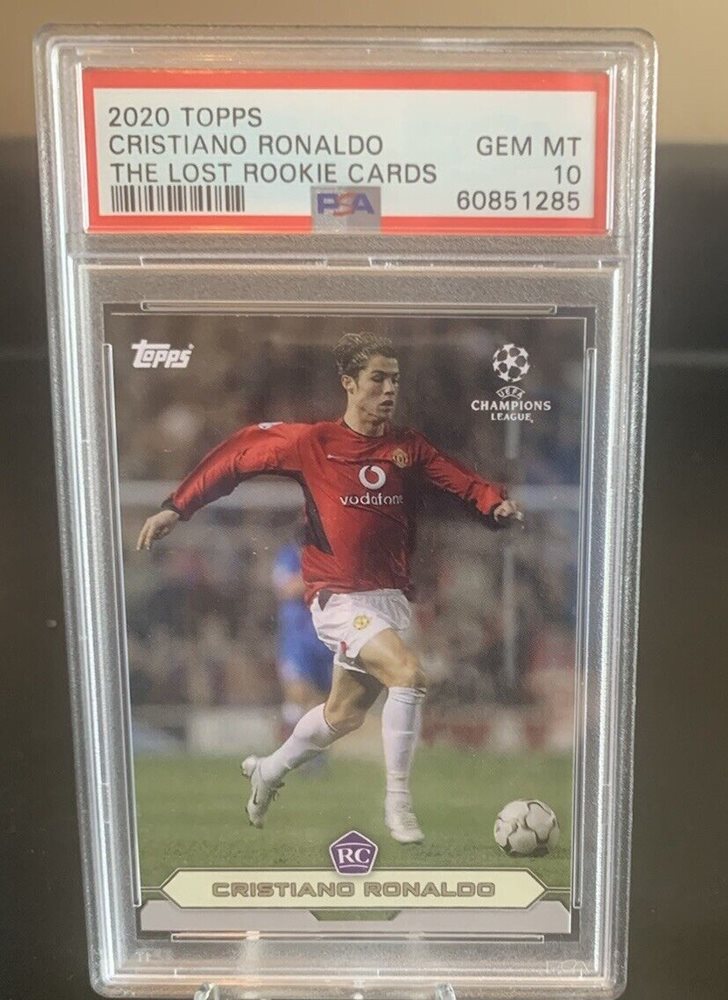 2020 TOPPS
CRISTIANO RONALDO GEM MT
THE LOST ROOKIE CARDS 10
PSA 60851285
topps
UEFA
CHAMPIONS
LEAGUE
vodafone
RC
CRISTIANO RONALDO